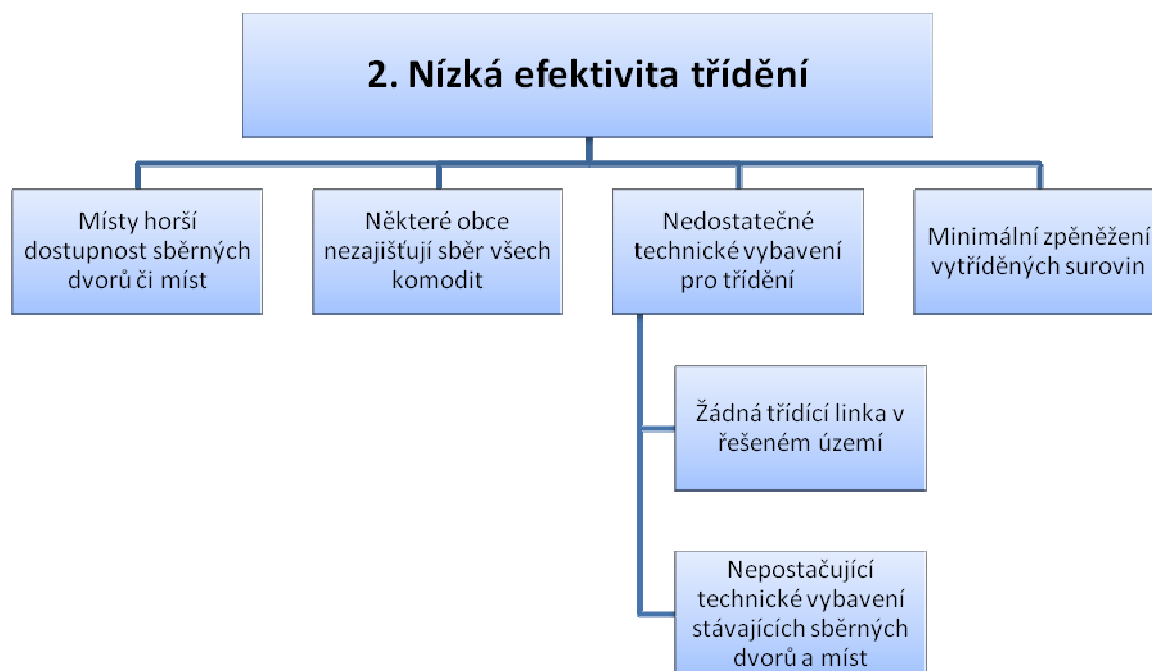 2. Nízká efektivita třídění
Místy horší
dostupnost sběrných
dvorů či míst
Některé obce
nezajišťují sběr všech
komodit
Nedostatečné
technické vybavení
pro třídění
Minimální zpěněžení
vytříděných surovin
Žádná třídící linka v
řešeném území
Nepostačující
technické vybavení
stávajících sběrných
dvorů a míst